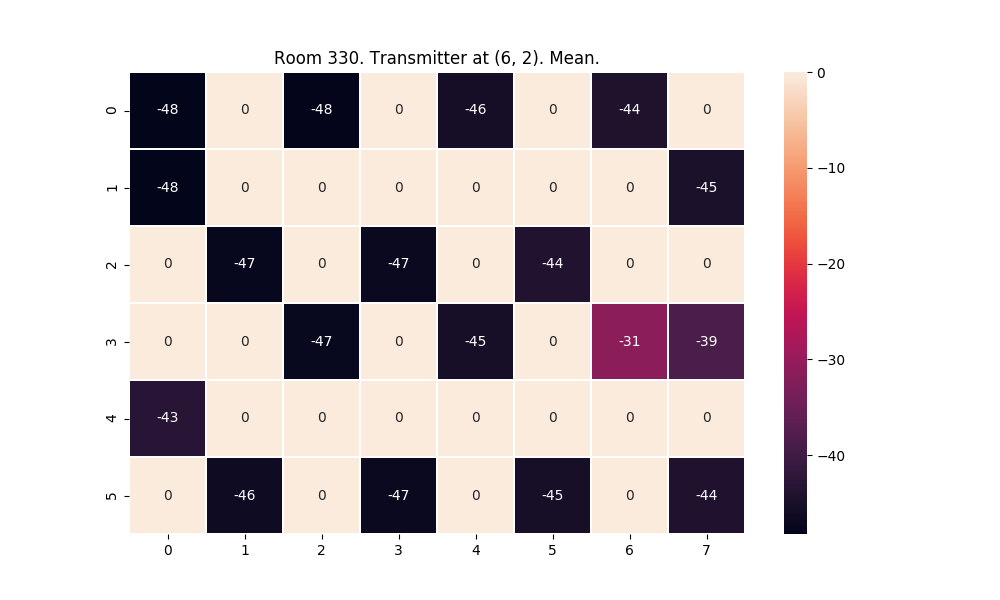 Room 330. Transmitter at (6, 2). Mean.
0 -48 0 -48 0 -46 0 -44 0
1 -48 0 0 0 0 0 0 -45
2 0 -47 0 -47 0 -44 0 0
3 0 0 -47 0 -45 0 -31 -39
4 -43 0 0 0 0 0 0 0
5 0 -46 0 -47 0 -45 0 -44
0 1 2 3 4 5 6 7
0
−10
−20
−30
−40